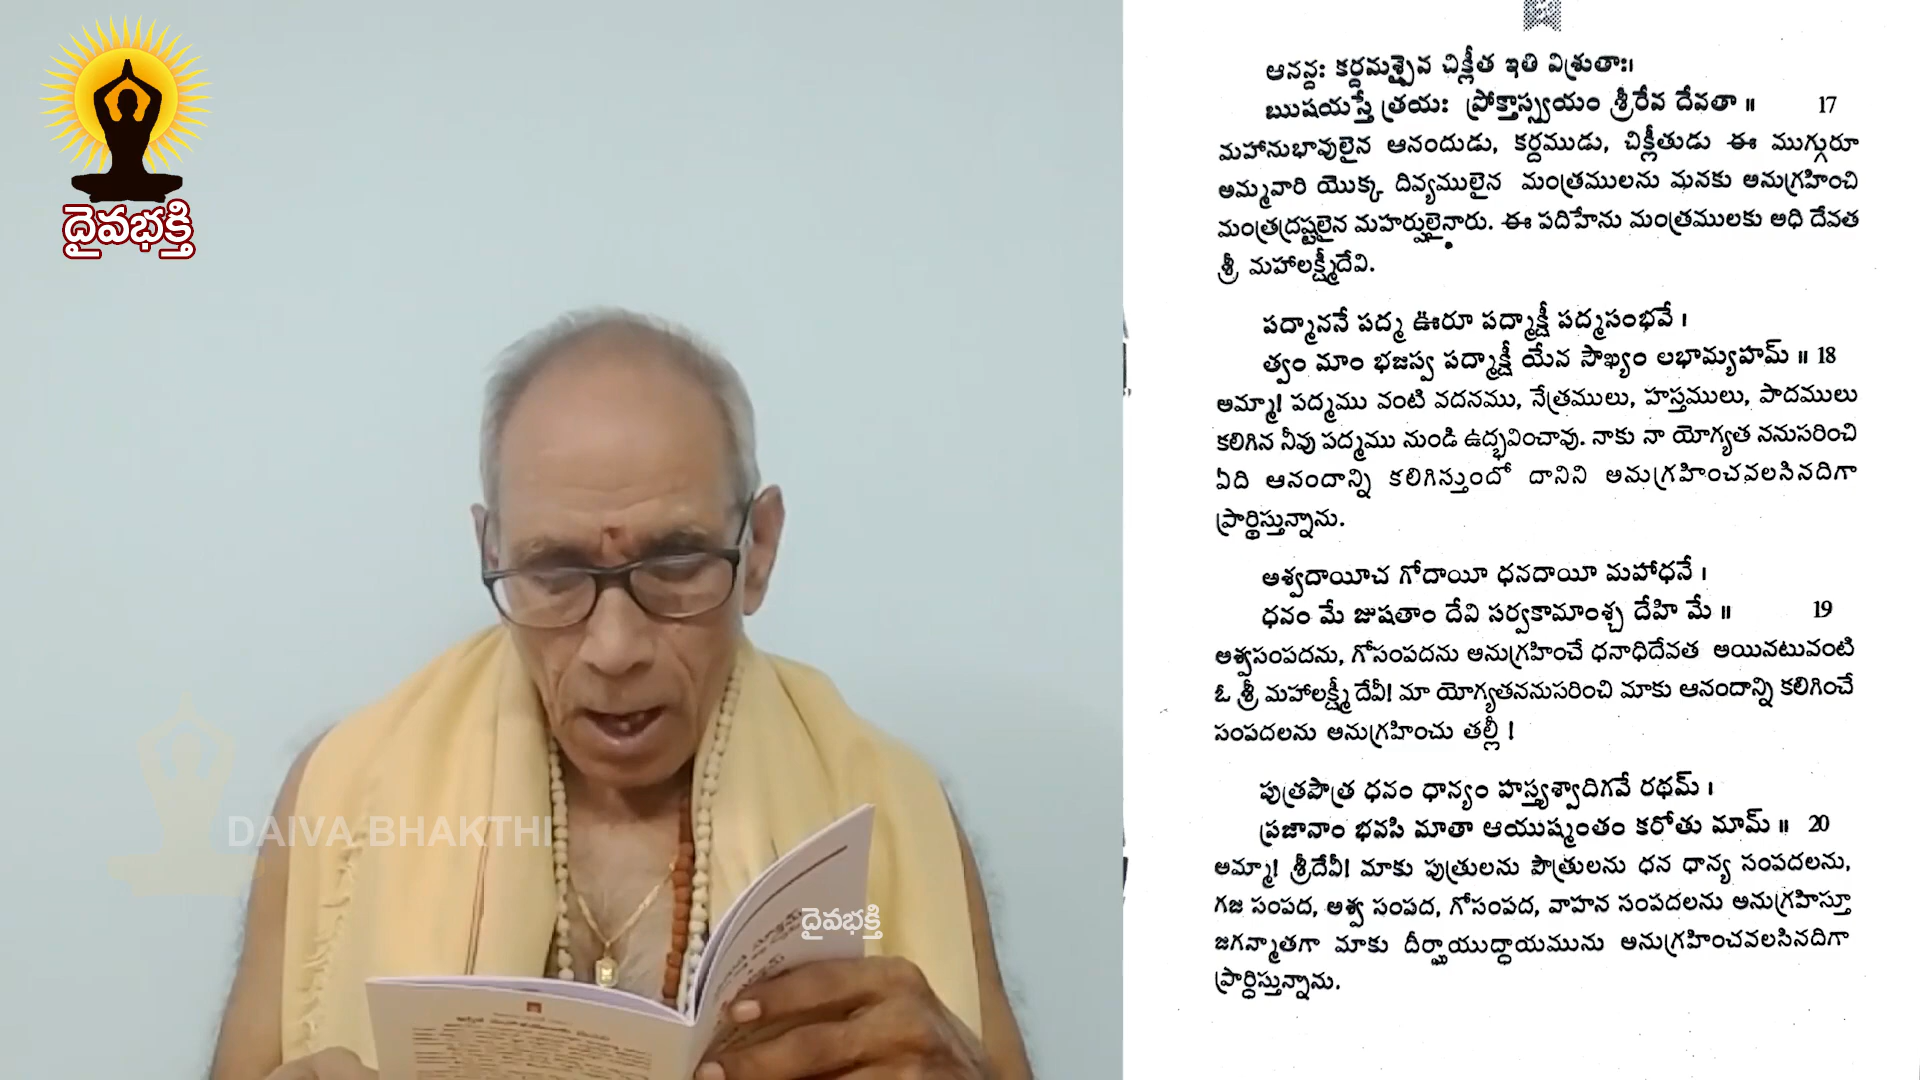 దైవభక్తి
ఆనన్దః కర్దమశ్చైవ చిక్లీత ఇతి విశ్రుతాః।
ఋషయస్తే త్రయః ప్రోక్తాస్స్వయం శ్రీరేవ దేవతా॥ 17
మహానుభావులైన ఆనందుడు, కర్దముడు, చిక్లీతుడు ఈ ముగ్గురూ
అమ్మవారి యొక్క దివ్యములైన మంత్రములను మనకు అనుగ్రహించి
మంత్రద్రష్టలైన మహర్షులైనారు. ఈ పదిహేను మంత్రములకు అధి దేవత
శ్రీ మహాలక్ష్మీదేవి.
పద్మాననే పద్మ ఊరూ పద్మాక్షీ పద్మసంభవే।
త్వం మాం భజస్వ పద్మాక్షీ యేన సౌఖ్యం లభామ్యహమ్॥ 18
అమ్మా! పద్మము వంటి వదనము, నేత్రములు, హస్తములు, పాదములు
కలిగిన నీవు పద్మము నుండి ఉద్భవించావు. నాకు నా యోగ్యత ననుసరించి
ఏది ఆనందాన్ని కలిగిస్తుందో దానిని అనుగ్రహించవలసినదిగా
ప్రార్థిస్తున్నాను.
అశ్వదాయీచ గోదాయీ ధనదాయీ మహాధనే।
ధనం మే జుషతాం దేవి సర్వకామాంశ్చ దేహి మే॥ 19
అశ్వసంపదను, గోసంపదను అనుగ్రహించే ధనాధిదేవత అయినటువంటి
ఓ శ్రీ మహాలక్ష్మీ దేవీ! మా యోగ్యతననుసరించి మాకు ఆనందాన్ని కలిగించే
సంపదలను అనుగ్రహించు తల్లీ!
పుత్రపౌత్ర ధనం ధాన్యం హస్త్యశ్వాదిగవే రథమ్।
ప్రజానాం భవసి మాతా ఆయుష్మంతం కరోతు మామ్॥ 20
అమ్మా! శ్రీదేవీ! మాకు పుత్రులను పౌత్రులను ధన ధాన్య సంపదలను,
గజ సంపద, అశ్వ సంపద, గోసంపద, వాహన సంపదలను అనుగ్రహిస్తూ
జగన్మాతగా మాకు దీర్ఘాయుర్దాయమును అనుగ్రహించవలసినదిగా
ప్రార్థిస్తున్నాను.
DAIVA BHAKTHI
దైవభక్తి